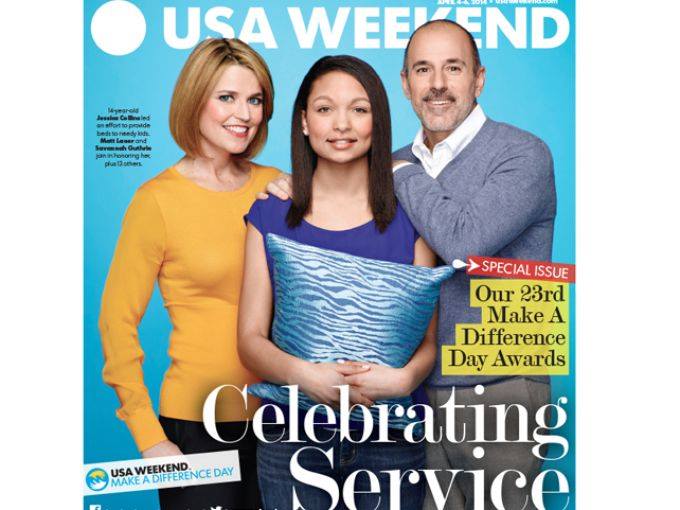 APRIL 4-6, 2014 • usaweekend.com
USA WEEKEND
14-year-old
Jessica Collins led
an effort to provide
beds to needy kids.
Matt Lauer and
Savannah Guthrie
join in honoring her,
plus 13 others.
SPECIAL ISSUE
Our 23rd
Make A
Difference
Day Awards
Celebrating
Service
USA WEEKEND.
MAKE A DIFFERENCE DAY